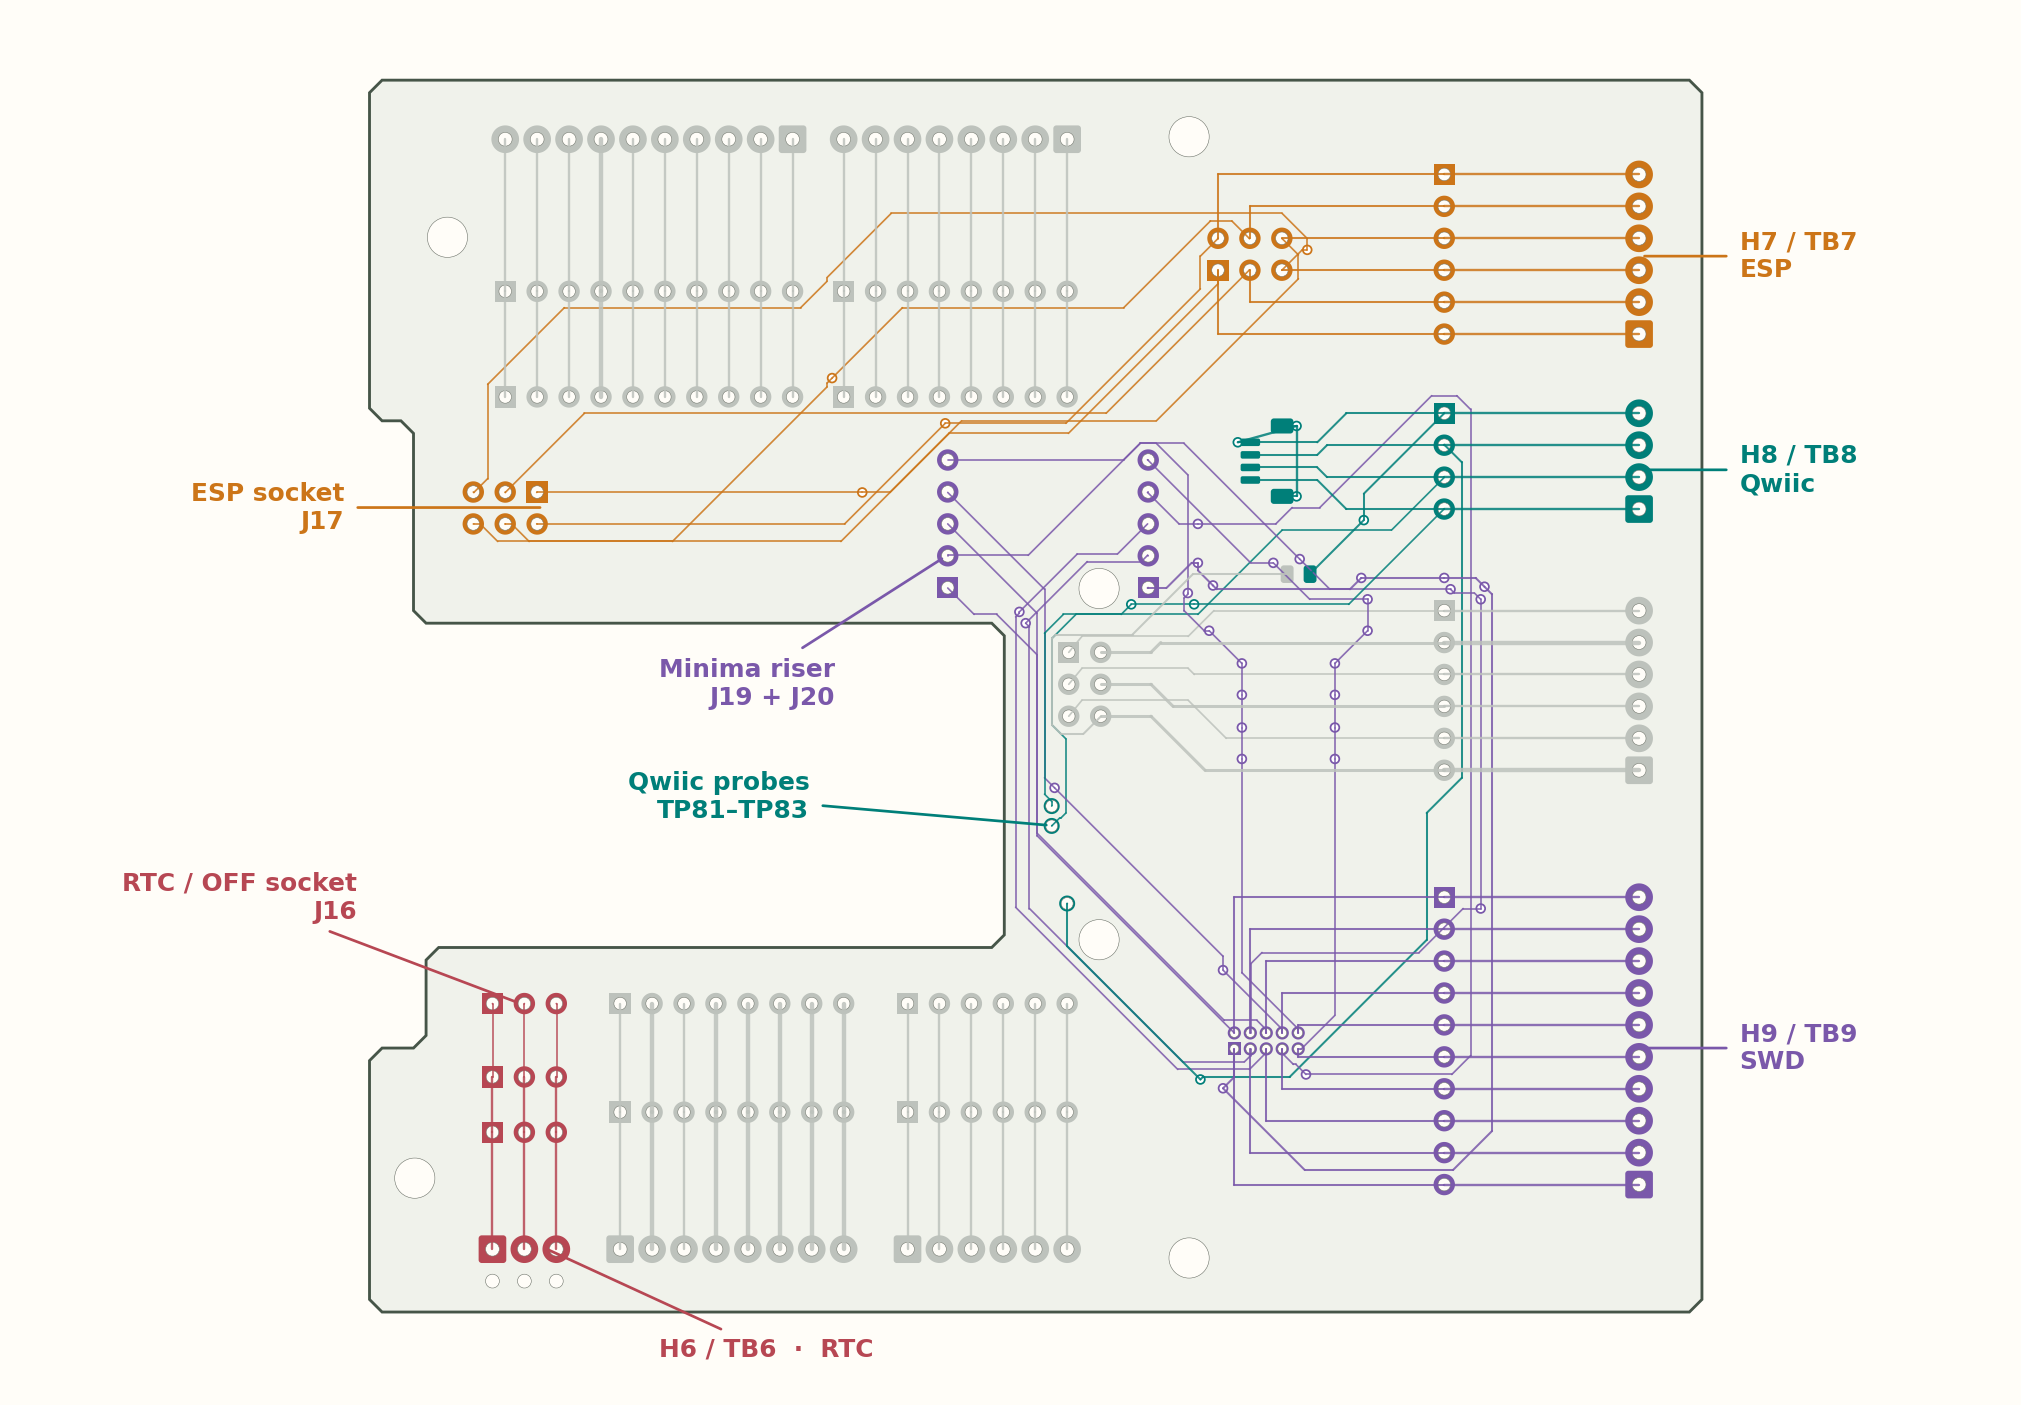 H7 / TB7
ESP
H8 / TB8
Qwiic
ESP socket
J17
Minima riser
J19 + J20
Qwiic probes
TP81–TP83
RTC / OFF socket
J16
H9 / TB9
SWD
H6 / TB6 · RTC